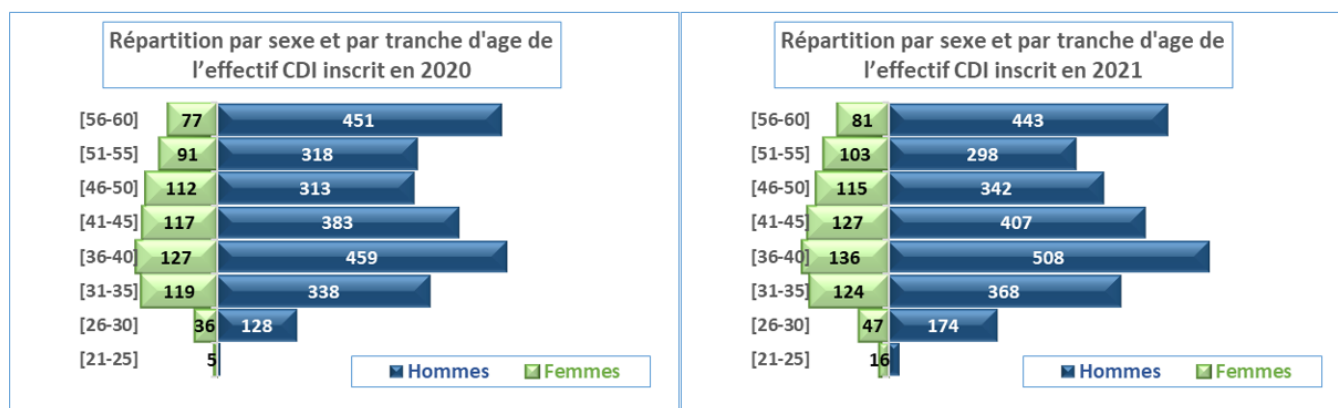 Répartition par sexe et par tranche d'age de
l'effectif CDI inscrit en 2020
[56-60] 77 451
[51-55] 91 318
[46-50] 112 313
[41-45] 117 383
[36-40] 127 459
[31-35] 119 338
[26-30] 36 128
[21-25] 5
Hommes Femmes
Répartition par sexe et par tranche d'age de
l'effectif CDI inscrit en 2021
[56-60] 81 443
[51-55] 103 298
[46-50] 115 342
[41-45] 127 407
[36-40] 136 508
[31-35] 124 368
[26-30] 47 174
[21-25] 16
Hommes Femmes